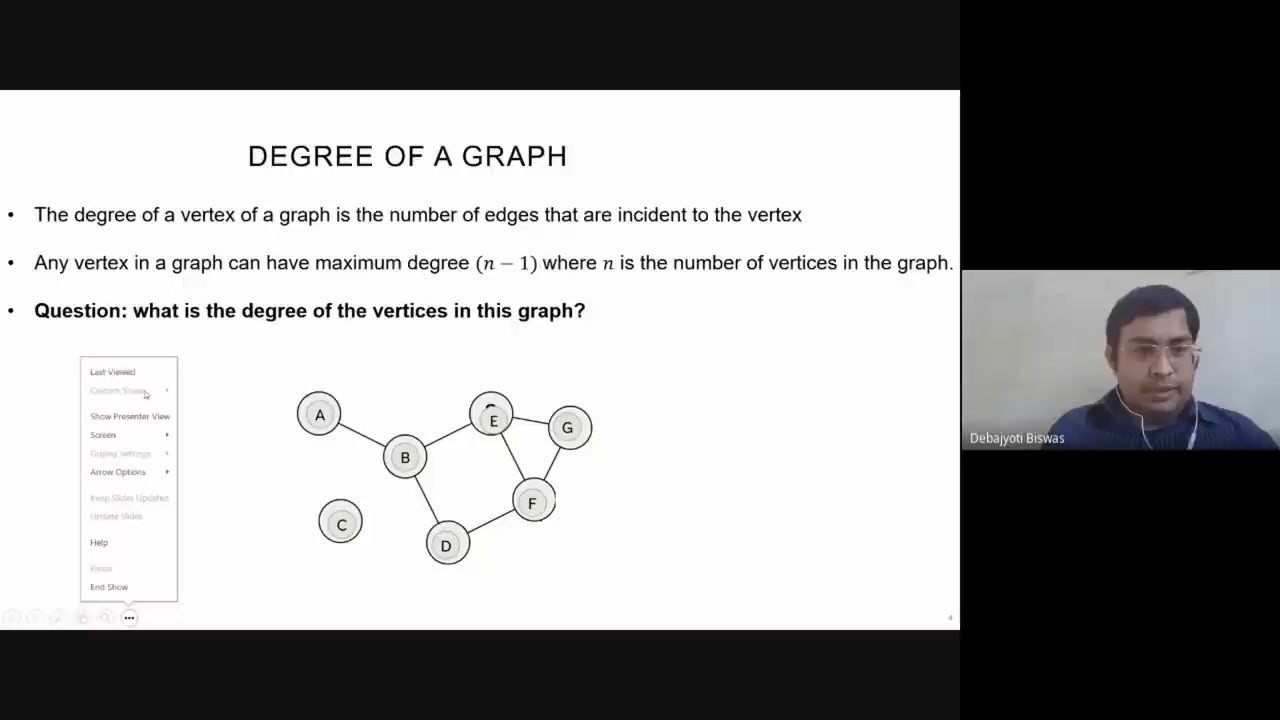 DEGREE OF A GRAPH
• The degree of a vertex of a graph is the number of edges that are incident to the vertex
• Any vertex in a graph can have maximum degree (n − 1) where n is the number of vertices in the graph.
• Question: what is the degree of the vertices in this graph?
Last Viewed
Custom Show
Show Presenter View
Screen
Display Settings
Arrow Options
Keep Slides Updated
Update Slides
Help
Pause
End Show
A
B
C
D
E
F
G
4
Debajyoti Biswas